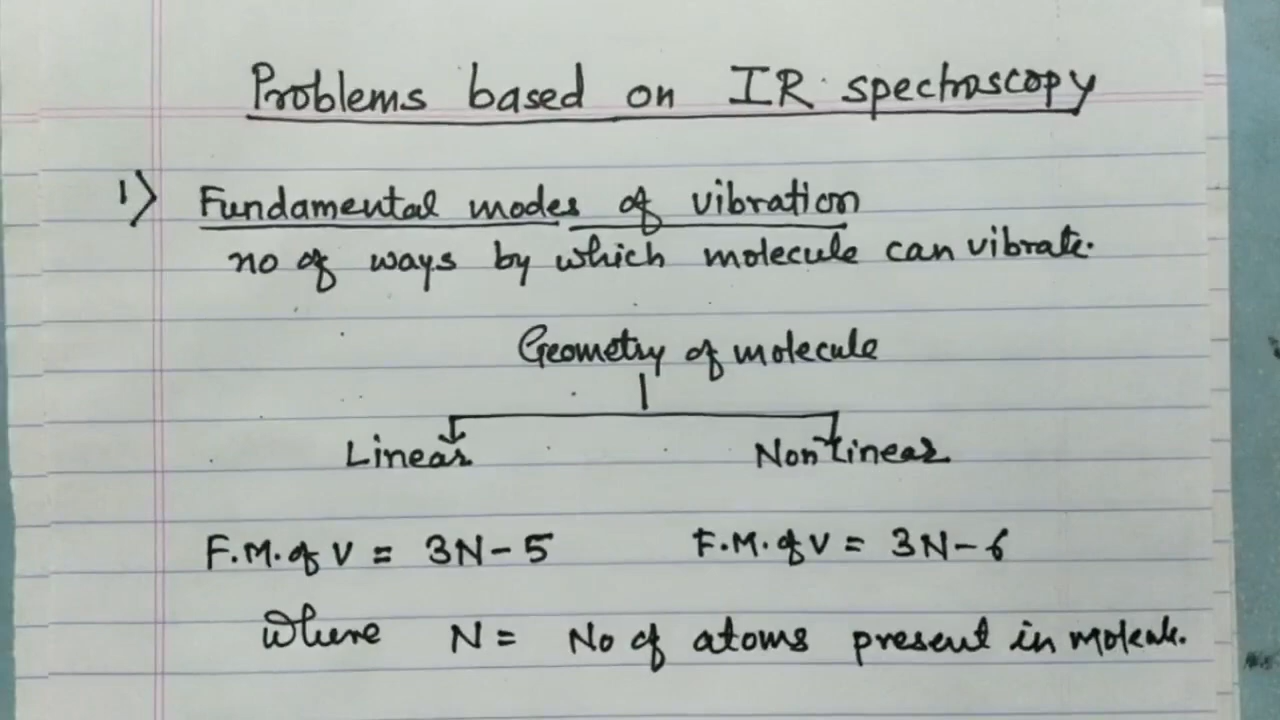 Problems based on IR spectroscopy
1) Fundamental modes of vibration
no of ways by which molecule can vibrate.
Geometry of molecule
Linear Non linear
F.M. of V = 3N-5 F.M. of V = 3N-6
Where N = No of atoms present in molecule.